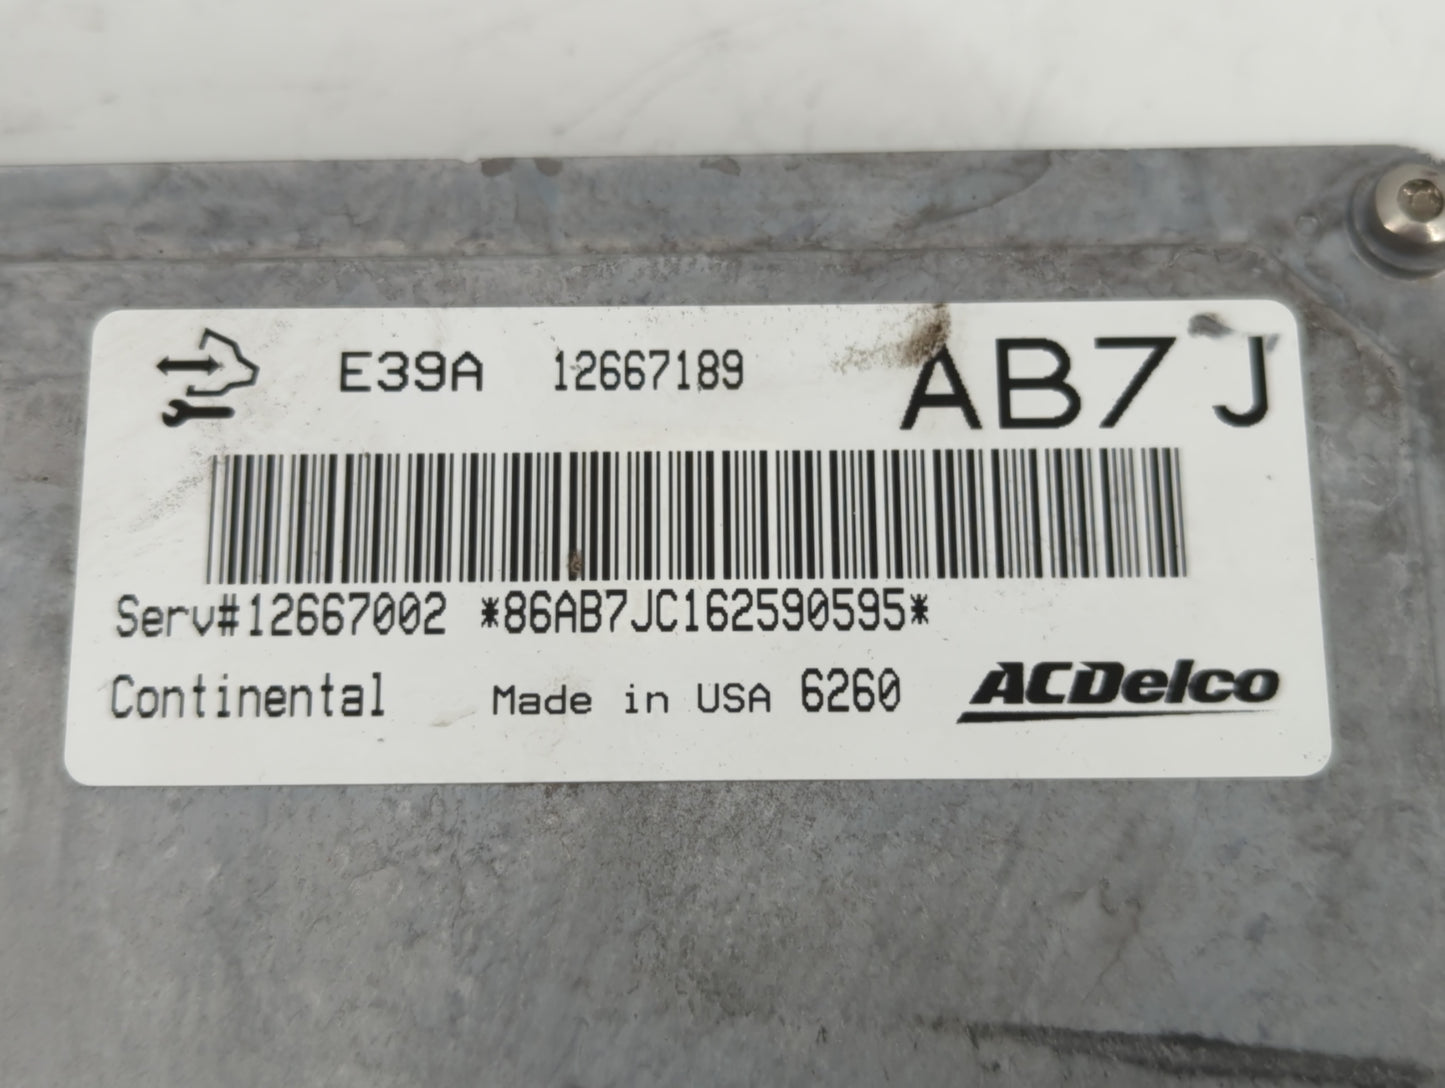 E39A 12667189 AB7J
Serv#12667002 *86AB7JC162590595*
Continental Made in USA 6260 ACDelco